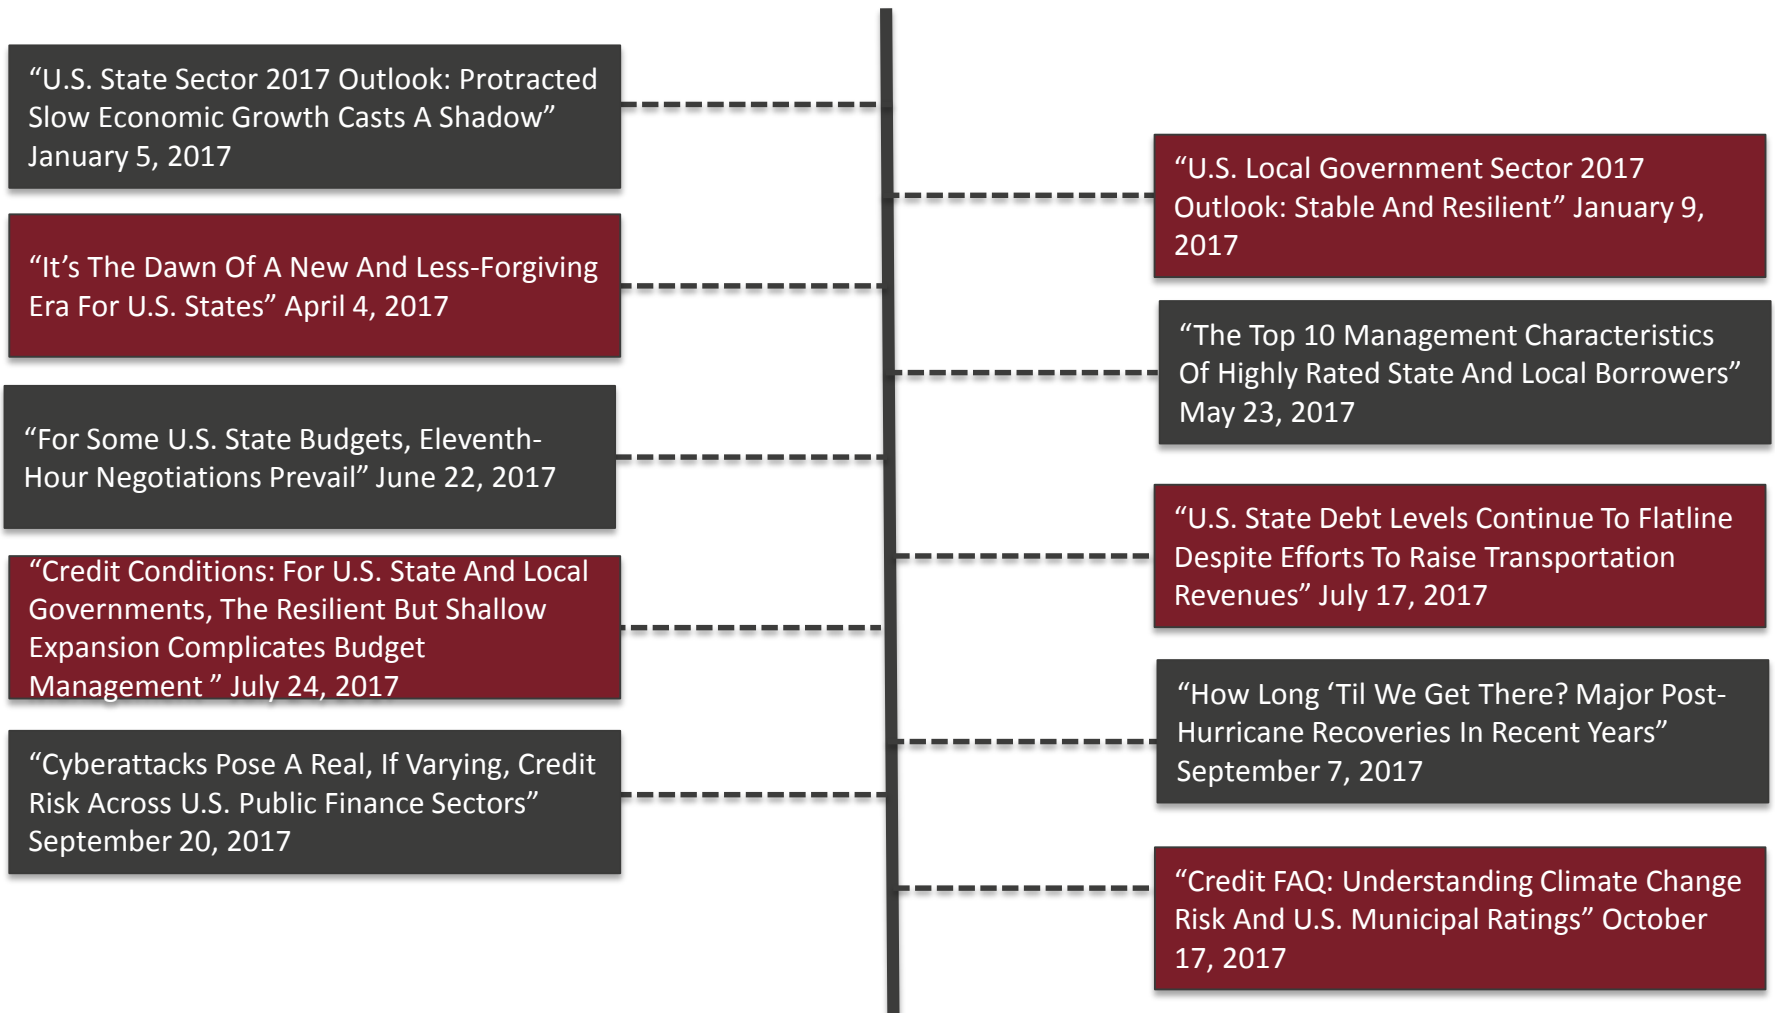 “U.S. State Sector 2017 Outlook: Protracted
Slow Economic Growth Casts A Shadow”
January 5, 2017
“U.S. Local Government Sector 2017
Outlook: Stable And Resilient” January 9,
2017
“It’s The Dawn Of A New And Less-Forgiving
Era For U.S. States” April 4, 2017
“The Top 10 Management Characteristics
Of Highly Rated State And Local Borrowers”
May 23, 2017
“For Some U.S. State Budgets, Eleventh-
Hour Negotiations Prevail” June 22, 2017
“U.S. State Debt Levels Continue To Flatline
Despite Efforts To Raise Transportation
Revenues” July 17, 2017
“Credit Conditions: For U.S. State And Local
Governments, The Resilient But Shallow
Expansion Complicates Budget
Management ” July 24, 2017
“How Long ‘Til We Get There? Major Post-
Hurricane Recoveries In Recent Years”
September 7, 2017
“Cyberattacks Pose A Real, If Varying, Credit
Risk Across U.S. Public Finance Sectors”
September 20, 2017
“Credit FAQ: Understanding Climate Change
Risk And U.S. Municipal Ratings” October
17, 2017